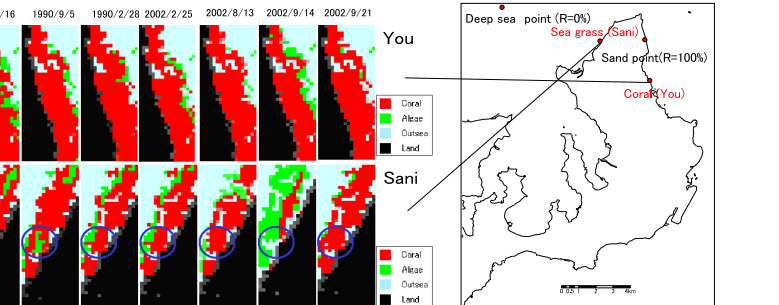 /16 1990/9/5 1990/2/28 2002/2/25 2002/8/13 2002/9/14 2002/9/21
You
Coral
Algae
Outsea
Land
Sani
Coral
Algae
Outsea
Land
Deep sea point (R=0%)
Sea grass (Sani)
Sand point(R=100%)
Coral(You)
0 0.5 1 2 3 4km